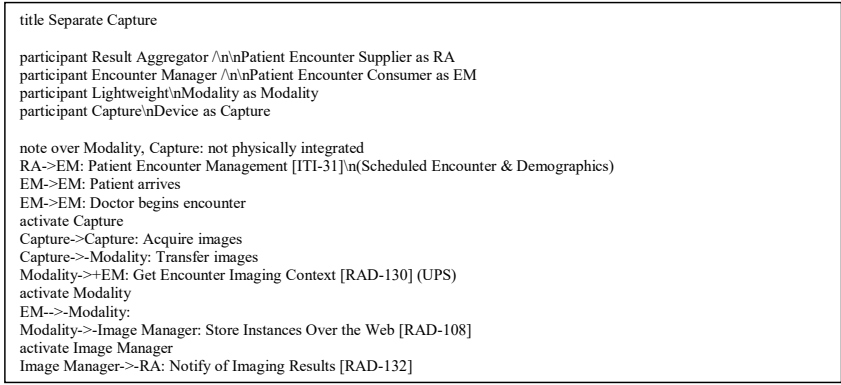 title Separate Capture
participant Result Aggregator /\n\nPatient Encounter Supplier as RA
participant Encounter Manager /\n\nPatient Encounter Consumer as EM
participant Lightweight\nModality as Modality
participant Capture\nDevice as Capture
note over Modality, Capture: not physically integrated
RA->EM: Patient Encounter Management [ITI-31]\n(Scheduled Encounter & Demographics)
EM->EM: Patient arrives
EM->EM: Doctor begins encounter
activate Capture
Capture->Capture: Acquire images
Capture->-Modality: Transfer images
Modality->+EM: Get Encounter Imaging Context [RAD-130] (UPS)
activate Modality
EM-->-Modality:
Modality->-Image Manager: Store Instances Over the Web [RAD-108]
activate Image Manager
Image Manager->-RA: Notify of Imaging Results [RAD-132]